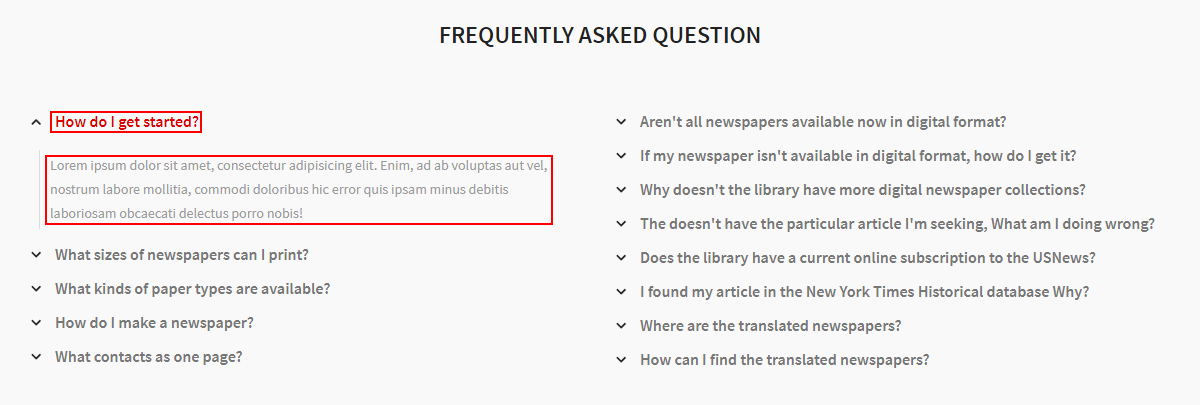 FREQUENTLY ASKED QUESTION
How do I get started?
Lorem ipsum dolor sit amet, consectetur adipisicing elit. Enim, ad ab voluptas aut vel,
nostrum labore mollitia, commodi doloribus hic error quis ipsam minus debitis
laboriosam obcaecati delectus porro nobis!
What sizes of newspapers can I print?
What kinds of paper types are available?
How do I make a newspaper?
What contacts as one page?
Aren't all newspapers available now in digital format?
If my newspaper isn't available in digital format, how do I get it?
Why doesn't the library have more digital newspaper collections?
The doesn't have the particular article I'm seeking, What am I doing wrong?
Does the library have a current online subscription to the USNews?
I found my article in the New York Times Historical database Why?
Where are the translated newspapers?
How can I find the translated newspapers?